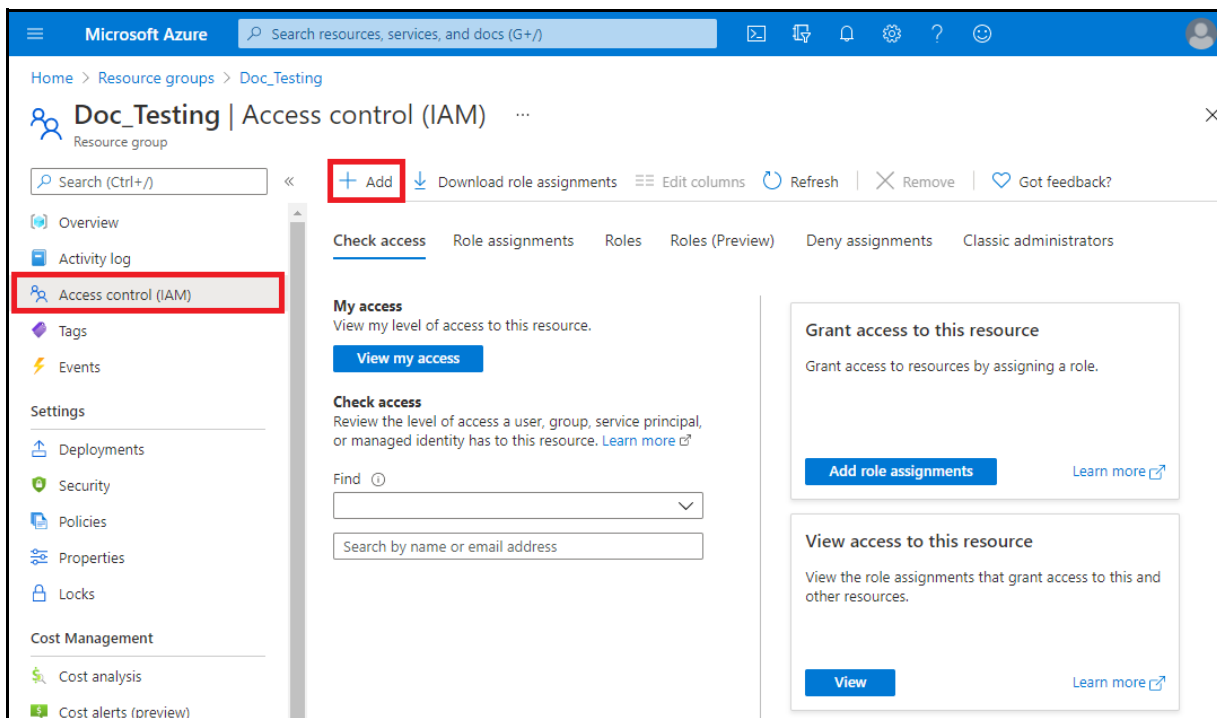 Microsoft Azure
Search resources, services, and docs (G+/)
Home > Resource groups > Doc_Testing
Doc_Testing | Access control (IAM) ...
Resource group
Search (Ctrl+/)
«
Add
Download role assignments
Edit columns
Refresh
Remove
Got feedback?
Overview
Activity log
Access control (IAM)
Tags
Events
Settings
Deployments
Security
Policies
Properties
Locks
Cost Management
Cost analysis
Cost alerts (preview)
Check access
Role assignments
Roles
Roles (Preview)
Deny assignments
Classic administrators
My access
View my level of access to this resource.
View my access
Check access
Review the level of access a user, group, service principal,
or managed identity has to this resource. Learn more
Find
Search by name or email address
Grant access to this resource
Grant access to resources by assigning a role.
Add role assignments
Learn more
View access to this resource
View the role assignments that grant access to this and
other resources.
View
Learn more